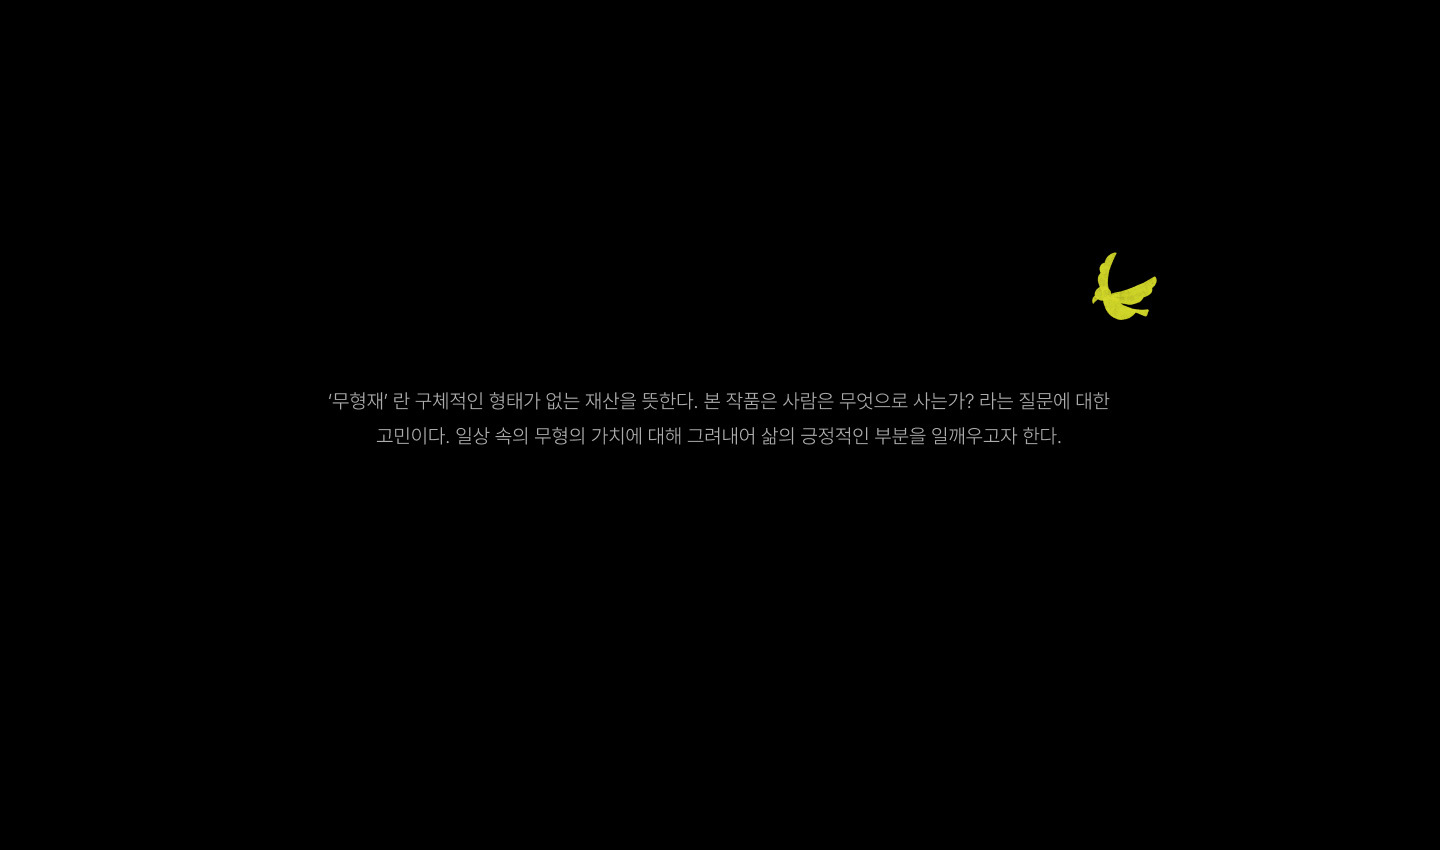 ‘무형재’ 란 구체적인 형태가 없는 재산을 뜻한다. 본 작품은 사람은 무엇으로 사는가? 라는 질문에 대한
고민이다. 일상 속의 무형의 가치에 대해 그려내어 삶의 긍정적인 부분을 일깨우고자 한다.